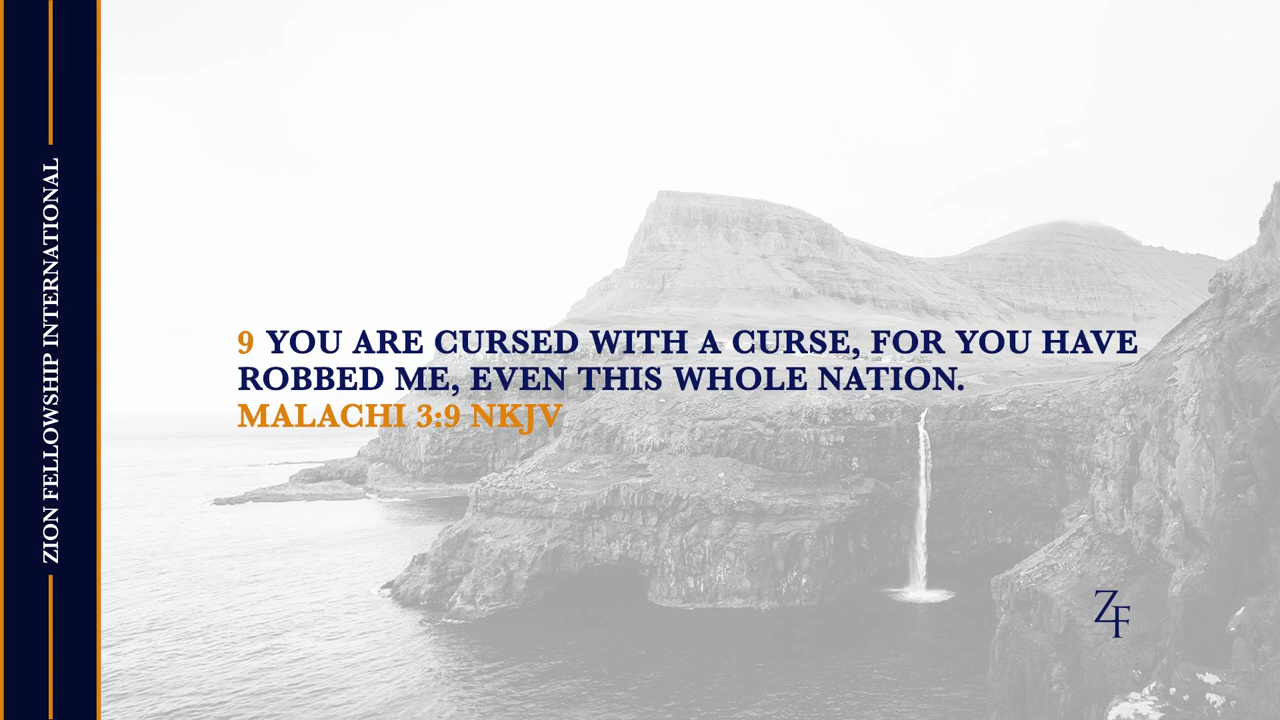 ZION FELLOWSHIP INTERNATIONAL
9 YOU ARE CURSED WITH A CURSE, FOR YOU HAVE
ROBBED ME, EVEN THIS WHOLE NATION.
MALACHI 3:9 NKJV
ZF